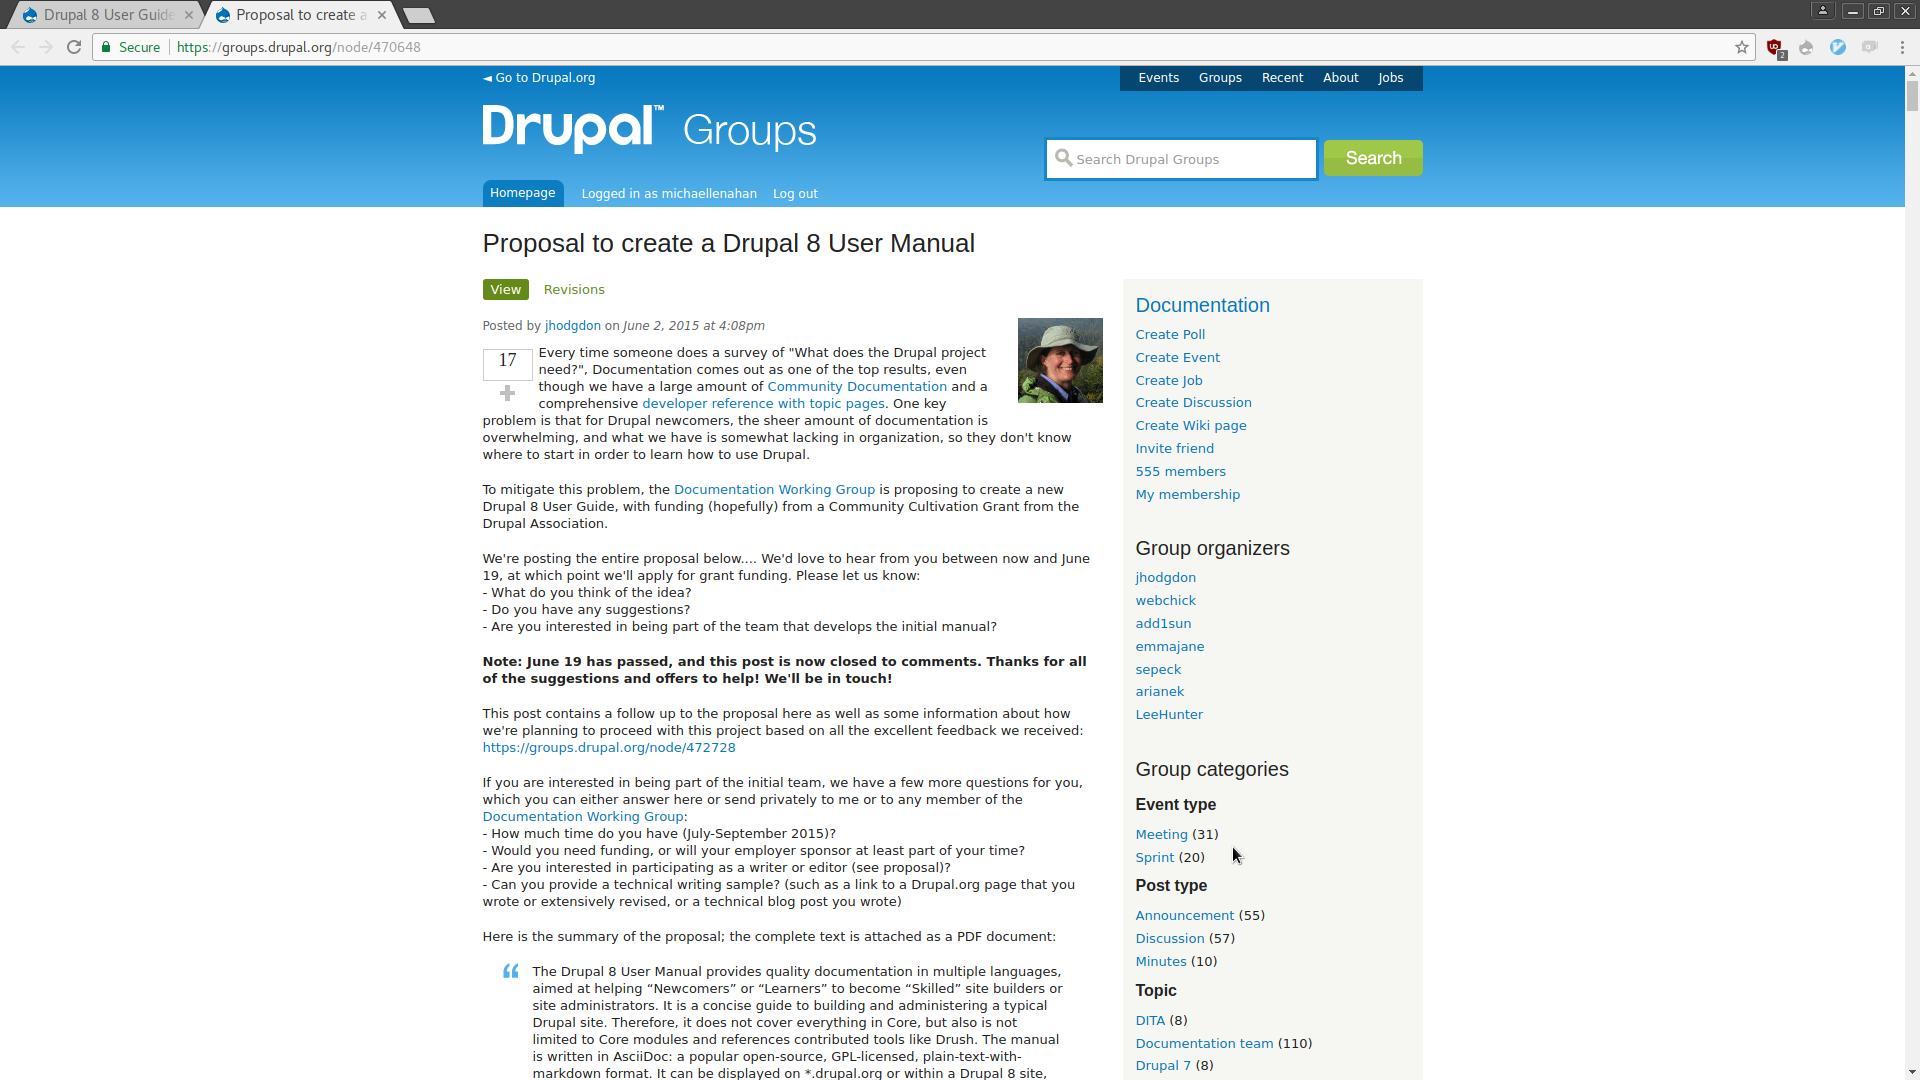 Drupal 8 User Guide
Proposal to create a
Secure
https://groups.drupal.org/node/470648
2
◄ Go to Drupal.org
Events Groups Recent About Jobs
Drupal™ Groups
Search Drupal Groups
Search
Homepage Logged in as michaellenahan Log out
Proposal to create a Drupal 8 User Manual
View Revisions
Posted by jhodgdon on June 2, 2015 at 4:08pm
17
Every time someone does a survey of "What does the Drupal project
need?", Documentation comes out as one of the top results, even
though we have a large amount of Community Documentation and a
comprehensive developer reference with topic pages. One key
problem is that for Drupal newcomers, the sheer amount of documentation is
overwhelming, and what we have is somewhat lacking in organization, so they don't know
where to start in order to learn how to use Drupal.
To mitigate this problem, the Documentation Working Group is proposing to create a new
Drupal 8 User Guide, with funding (hopefully) from a Community Cultivation Grant from the
Drupal Association.
We're posting the entire proposal below.... We'd love to hear from you between now and June
19, at which point we'll apply for grant funding. Please let us know:
- What do you think of the idea?
- Do you have any suggestions?
- Are you interested in being part of the team that develops the initial manual?
Note: June 19 has passed, and this post is now closed to comments. Thanks for all
of the suggestions and offers to help! We'll be in touch!
This post contains a follow up to the proposal here as well as some information about how
we're planning to proceed with this project based on all the excellent feedback we received:
https://groups.drupal.org/node/472728
If you are interested in being part of the initial team, we have a few more questions for you,
which you can either answer here or send privately to me or to any member of the
Documentation Working Group:
- How much time do you have (July-September 2015)?
- Would you need funding, or will your employer sponsor at least part of your time?
- Are you interested in participating as a writer or editor (see proposal)?
- Can you provide a technical writing sample? (such as a link to a Drupal.org page that you
wrote or extensively revised, or a technical blog post you wrote)
Here is the summary of the proposal; the complete text is attached as a PDF document:
“
The Drupal 8 User Manual provides quality documentation in multiple languages,
aimed at helping “Newcomers” or “Learners” to become “Skilled” site builders or
site administrators. It is a concise guide to building and administering a typical
Drupal site. Therefore, it does not cover everything in Core, but also is not
limited to Core modules and references contributed tools like Drush. The manual
is written in AsciiDoc: a popular open-source, GPL-licensed, plain-text-with-
markdown format. It can be displayed on *.drupal.org or within a Drupal 8 site,
Documentation
Create Poll
Create Event
Create Job
Create Discussion
Create Wiki page
Invite friend
555 members
My membership
Group organizers
jhodgdon
webchick
add1sun
emmajane
sepeck
arianek
LeeHunter
Group categories
Event type
Meeting (31)
Sprint (20)
Post type
Announcement (55)
Discussion (57)
Minutes (10)
Topic
DITA (8)
Documentation team (110)
Drupal 7 (8)